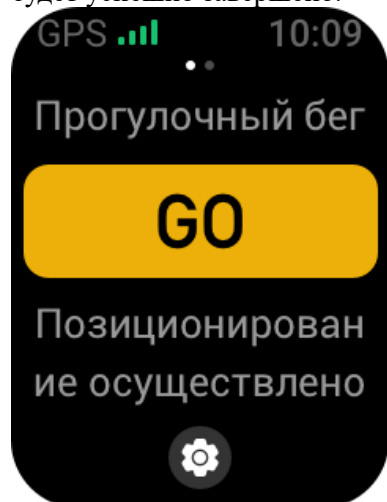 GPS 10:09
Прогулочный бег
GO
Позиционирован
ие осуществлено